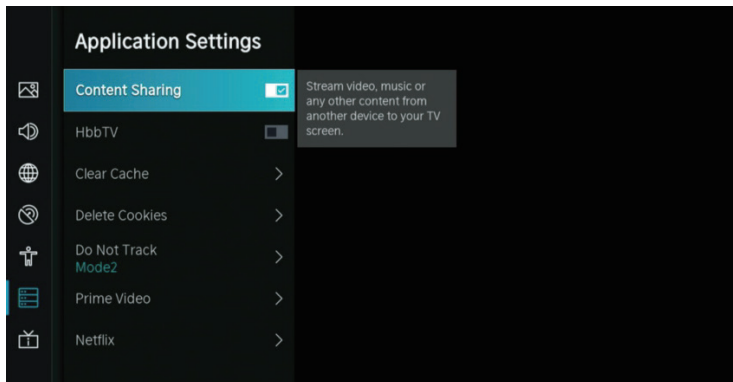 Application Settings
Content Sharing
Stream video, music or
any other content from
another device to your TV
screen.
HbbTV
Clear Cache
Delete Cookies
Do Not Track
Mode2
Prime Video
Netflix